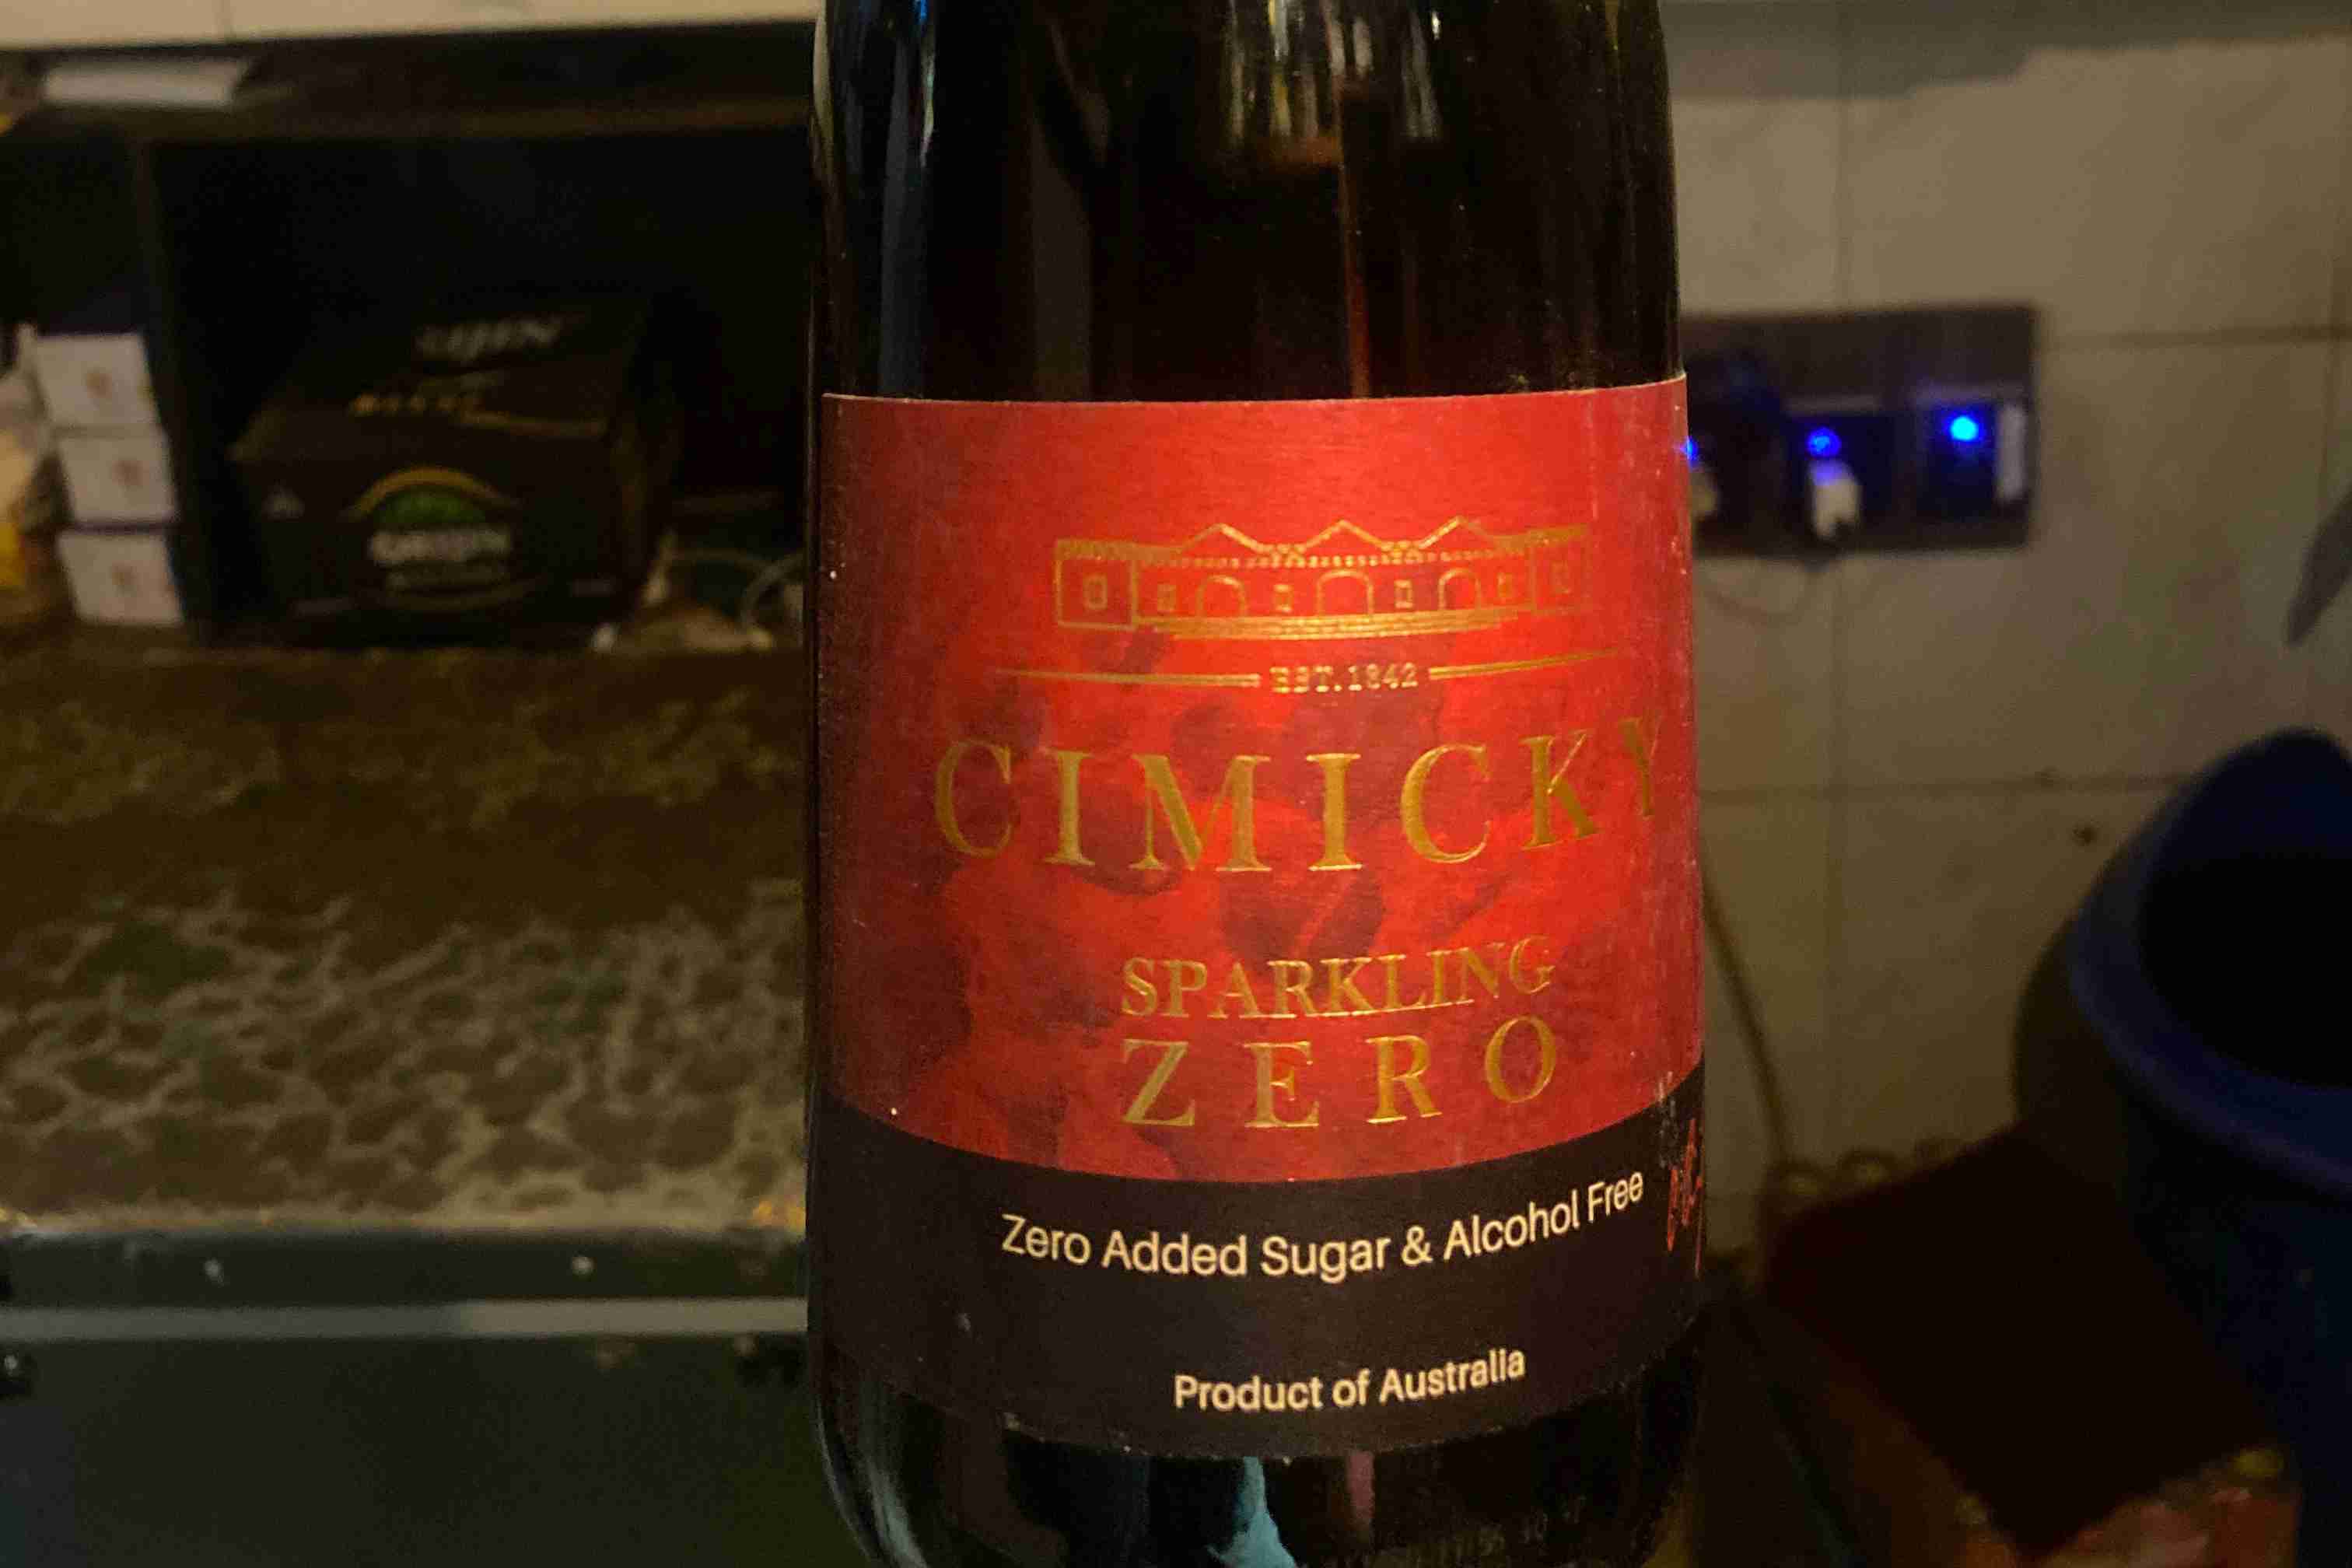 EST.1842
CIMICKY
SPARKLING
ZERO
Zero Added Sugar & Alcohol Free
Product of Australia